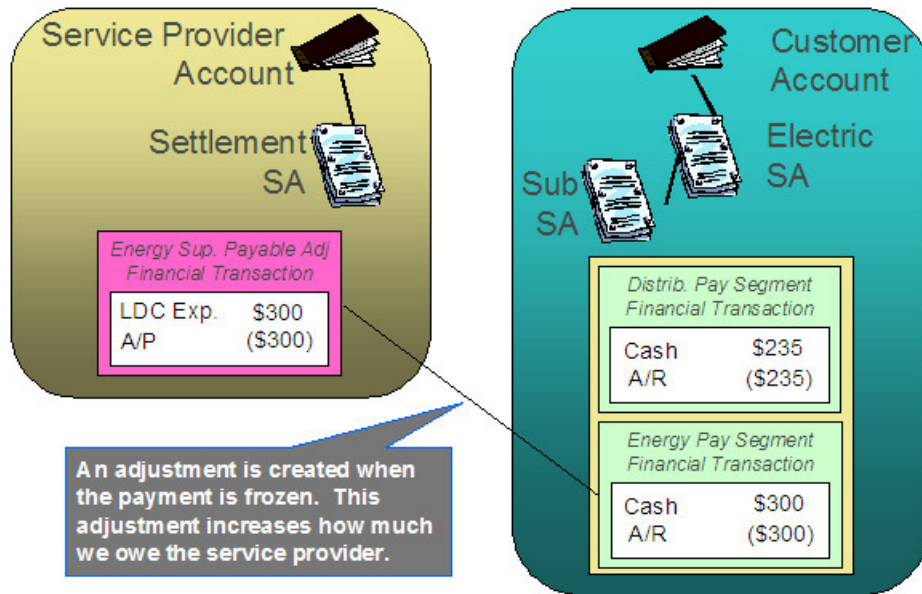 Service Provider
Account
Settlement
SA
Energy Sup. Payable Adj
Financial Transaction
LDC Exp. $300
A/P ($300)
An adjustment is created when
the payment is frozen. This
adjustment increases how much
we owe the service provider.
Customer
Account
Electric
SA
Sub
SA
Distrib. Pay Segment
Financial Transaction
Cash $235
A/R ($235)
Energy Pay Segment
Financial Transaction
Cash $300
A/R ($300)